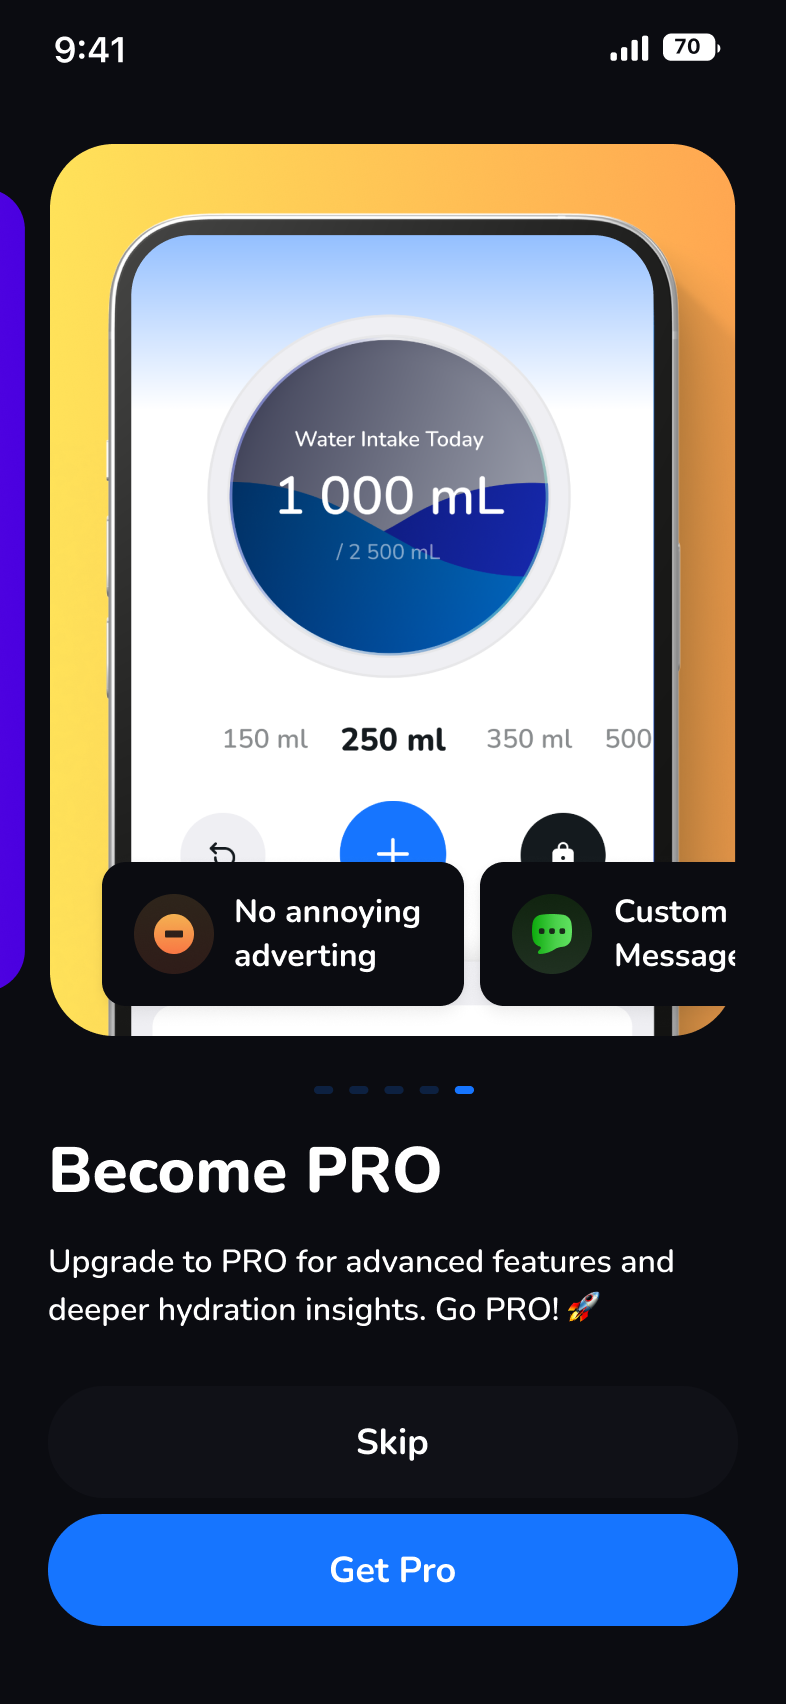 9:41
70
Water Intake Today
1 000 mL
/ 2 500 mL
150 ml 250 ml 350 ml 500
No annoying
adverting
Custom
Message
Become PRO
Upgrade to PRO for advanced features and
deeper hydration insights. Go PRO! 🚀
Skip
Get Pro